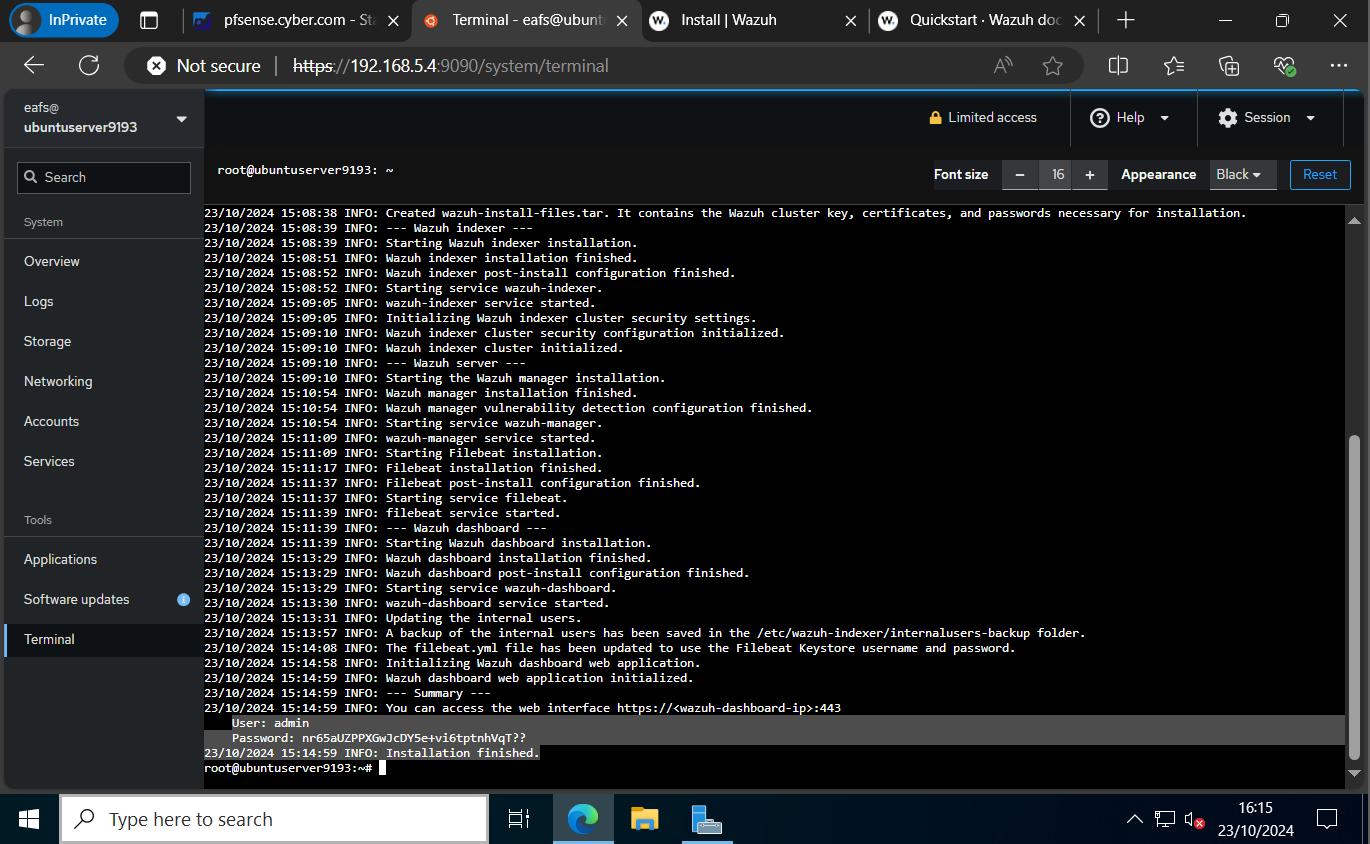 InPrivate
pfsense.cyber.com - Sta
Terminal - eafs@ubunt
Install | Wazuh
Quickstart · Wazuh doc
Not secure
https://192.168.5.4:9090/system/terminal
eafs@
ubuntuserver9193
Limited access
Help
Session
Search
root@ubuntuserver9193: ~
Font size
16
Appearance
Black
Reset
System
Overview
Logs
Storage
Networking
Accounts
Services
Tools
Applications
Software updates
Terminal
23/10/2024 15:08:38 INFO: Created wazuh-install-files.tar. It contains the Wazuh cluster key, certificates, and passwords necessary for installation.
23/10/2024 15:08:39 INFO: --- Wazuh indexer ---
23/10/2024 15:08:39 INFO: Starting Wazuh indexer installation.
23/10/2024 15:08:51 INFO: Wazuh indexer installation finished.
23/10/2024 15:08:52 INFO: Wazuh indexer post-install configuration finished.
23/10/2024 15:08:52 INFO: Starting service wazuh-indexer.
23/10/2024 15:09:05 INFO: wazuh-indexer service started.
23/10/2024 15:09:05 INFO: Initializing Wazuh indexer cluster security settings.
23/10/2024 15:09:10 INFO: Wazuh indexer cluster security configuration initialized.
23/10/2024 15:09:10 INFO: Wazuh indexer cluster initialized.
23/10/2024 15:09:10 INFO: --- Wazuh server ---
23/10/2024 15:09:10 INFO: Starting the Wazuh manager installation.
23/10/2024 15:10:54 INFO: Wazuh manager installation finished.
23/10/2024 15:10:54 INFO: Wazuh manager vulnerability detection configuration finished.
23/10/2024 15:10:54 INFO: Starting service wazuh-manager.
23/10/2024 15:11:09 INFO: wazuh-manager service started.
23/10/2024 15:11:09 INFO: Starting Filebeat installation.
23/10/2024 15:11:17 INFO: Filebeat installation finished.
23/10/2024 15:11:37 INFO: Filebeat post-install configuration finished.
23/10/2024 15:11:37 INFO: Starting service filebeat.
23/10/2024 15:11:39 INFO: filebeat service started.
23/10/2024 15:11:39 INFO: --- Wazuh dashboard ---
23/10/2024 15:11:39 INFO: Starting Wazuh dashboard installation.
23/10/2024 15:13:29 INFO: Wazuh dashboard installation finished.
23/10/2024 15:13:29 INFO: Wazuh dashboard post-install configuration finished.
23/10/2024 15:13:29 INFO: Starting service wazuh-dashboard.
23/10/2024 15:13:30 INFO: wazuh-dashboard service started.
23/10/2024 15:13:31 INFO: Updating the internal users.
23/10/2024 15:13:57 INFO: A backup of the internal users has been saved in the /etc/wazuh-indexer/internalusers-backup folder.
23/10/2024 15:14:08 INFO: The filebeat.yml file has been updated to use the Filebeat Keystore username and password.
23/10/2024 15:14:58 INFO: Initializing Wazuh dashboard web application.
23/10/2024 15:14:59 INFO: Wazuh dashboard web application initialized.
23/10/2024 15:14:59 INFO: --- Summary ---
23/10/2024 15:14:59 INFO: You can access the web interface https://<wazuh-dashboard-ip>:443
User: admin
Password: nr65aUZPPXGwJcDY5e+vi6tptnhVqT??
23/10/2024 15:14:59 INFO: Installation finished.
root@ubuntuserver9193:~#
Type here to search
16:15
23/10/2024